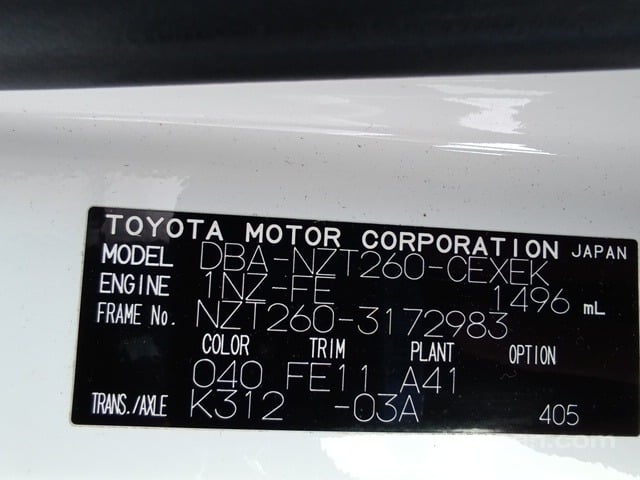 TOYOTA MOTOR CORPORATION JAPAN
MODEL DBA-NZT260-CEXEK
ENGINE 1NZ-FE 1496 mL
FRAME No. NZT260-3172983
COLOR TRIM PLANT OPTION
040 FE11 A41
TRANS./AXLE K312 -03A 405